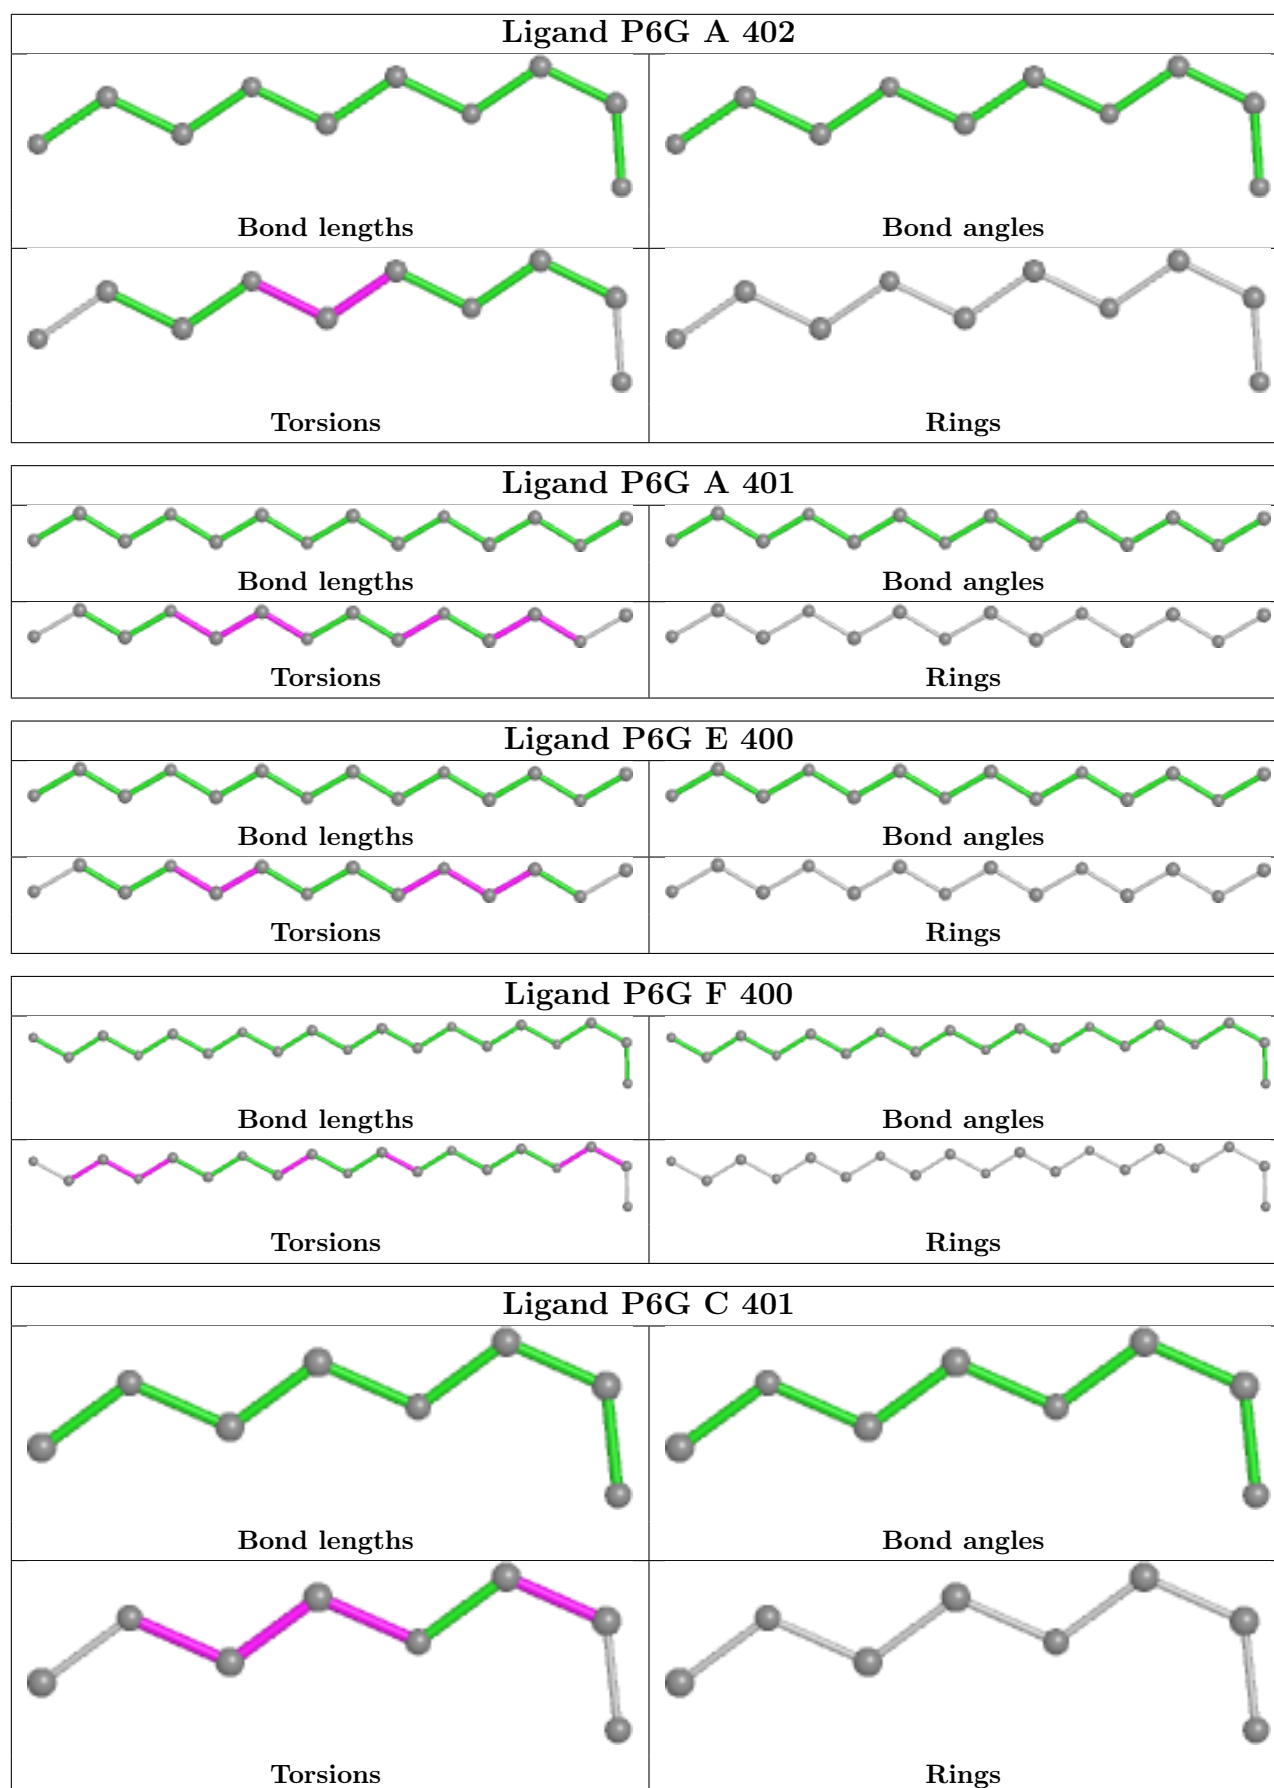 Ligand P6G A 402
Bond lengths
Bond angles
Torsions
Rings
Ligand P6G A 401
Bond lengths
Bond angles
Torsions
Rings
Ligand P6G E 400
Bond lengths
Bond angles
Torsions
Rings
Ligand P6G F 400
Bond lengths
Bond angles
Torsions
Rings
Ligand P6G C 401
Bond lengths
Bond angles
Torsions
Rings